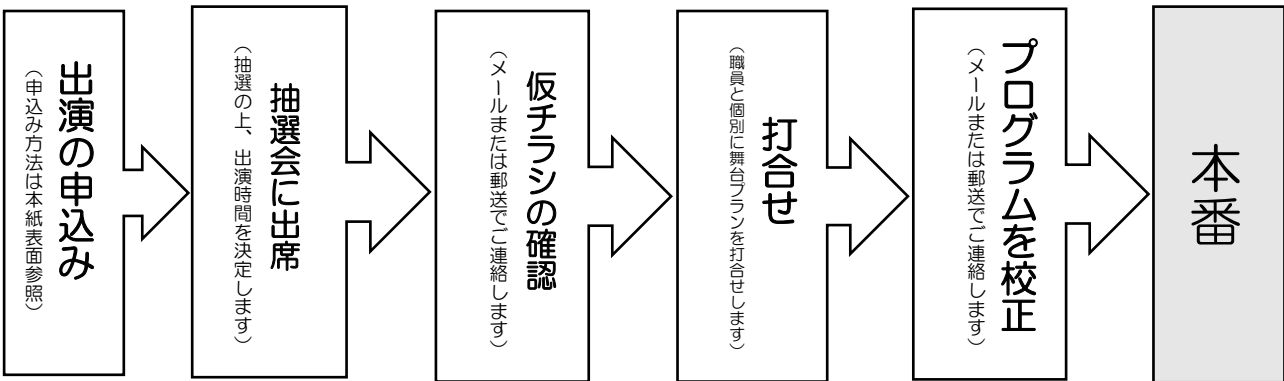 出演の申込み
（申込み方法は本紙表面参照）
抽選会に出席
（抽選の上、出演時間を決定します）
仮チラシの確認
（メールまたは郵送でご連絡します）
打合せ
（職員と個別に舞台プランを打合せします）
プログラムを校正
（メールまたは郵送でご連絡します）
本番